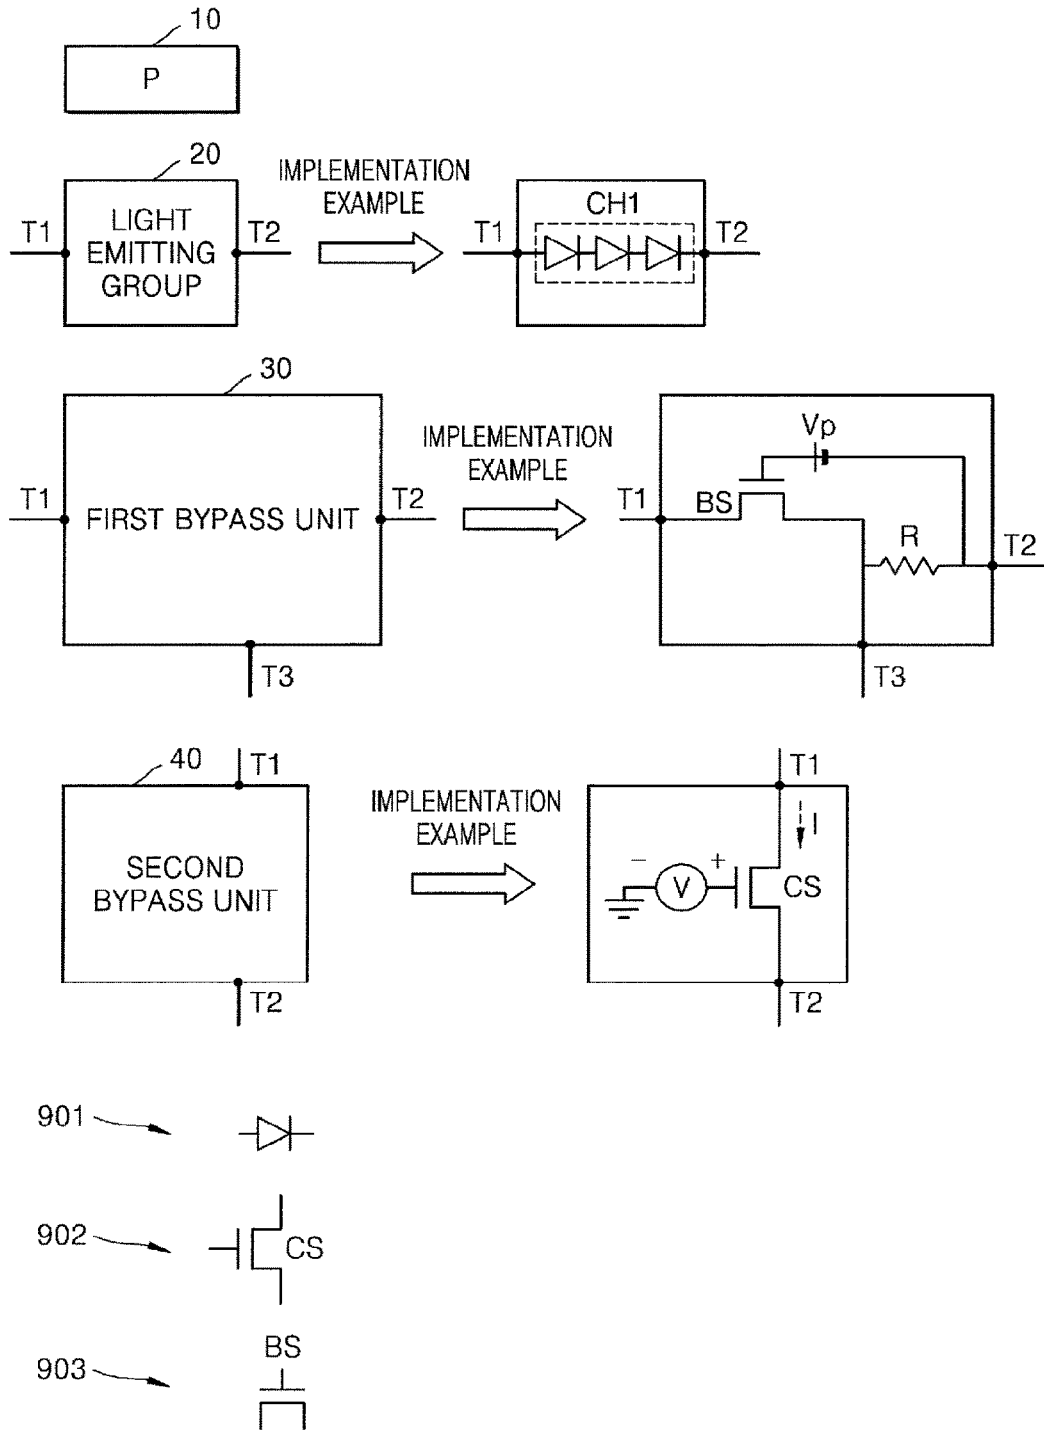 10
P
20
IMPLEMENTATION
EXAMPLE
T1
LIGHT
EMITTING
GROUP
T2
T1
CH1
T2
30
IMPLEMENTATION
EXAMPLE
T1
FIRST BYPASS UNIT
T2
T3
T1
BS
Vp
R
T2
T3
40
T1
IMPLEMENTATION
EXAMPLE
SECOND
BYPASS UNIT
T2
T1
I
− +
V
CS
T2
901
902
CS
BS
903